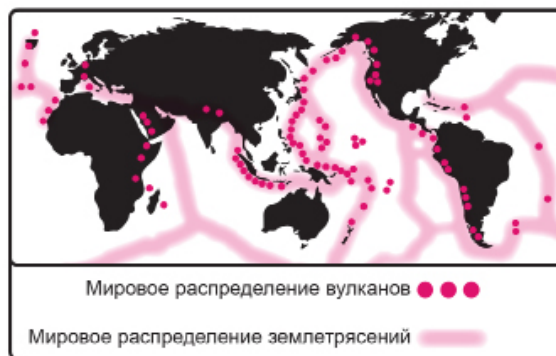 Мировое распределение вулканов
Мировое распределение землетрясений